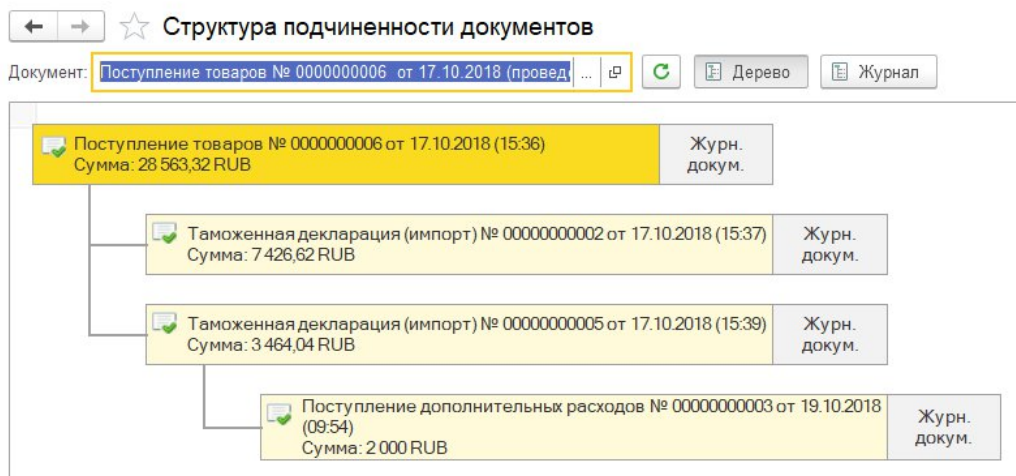 Структура подчиненности документов
Документ: Поступление товаров № 0000000006 от 17.10.2018 (провед ... Дерево Журнал
Поступление товаров № 0000000006 от 17.10.2018 (15:36)
Сумма: 28 563,32 RUB
Журн.
докум.
Таможенная декларация (импорт) № 00000000002 от 17.10.2018 (15:37)
Сумма: 7 426,62 RUB
Журн.
докум.
Таможенная декларация (импорт) № 00000000005 от 17.10.2018 (15:39)
Сумма: 3 464,04 RUB
Журн.
докум.
Поступление дополнительных расходов № 00000000003 от 19.10.2018
(09:54)
Сумма: 2 000 RUB
Журн.
докум.